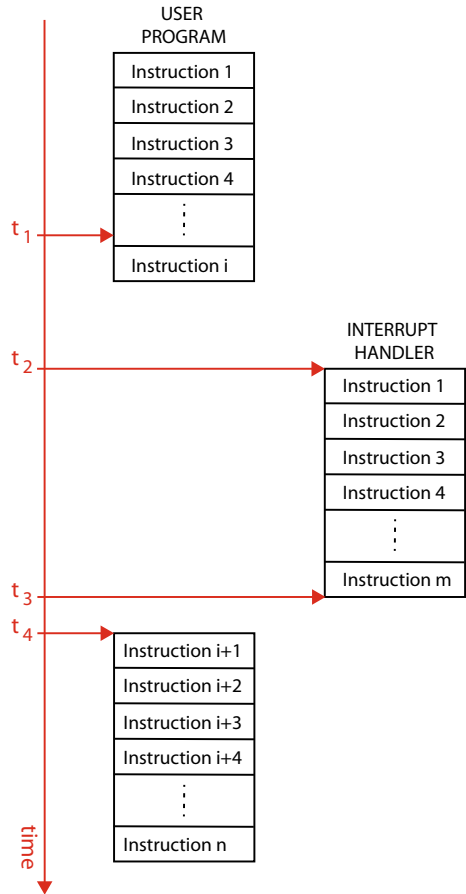 USER
PROGRAM
Instruction 1
Instruction 2
Instruction 3
Instruction 4
t1
Instruction i
t2
INTERRUPT
HANDLER
Instruction 1
Instruction 2
Instruction 3
Instruction 4
Instruction m
t3
t4
Instruction i+1
Instruction i+2
Instruction i+3
Instruction i+4
Instruction n
time